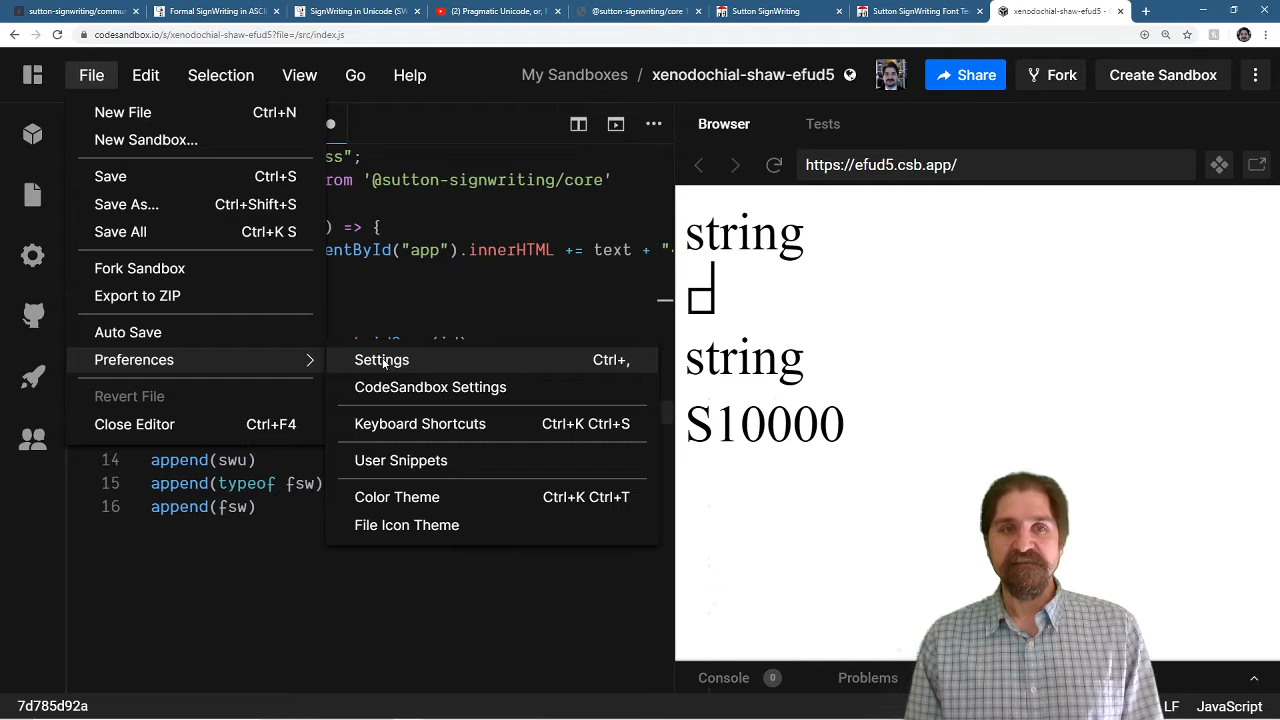 sutton-signwriting/commu
Formal SignWriting in ASCII
SignWriting in Unicode (SW
(2) Pragmatic Unicode, or,
@sutton-signwriting/core
Sutton SignWriting
Sutton SignWriting Font Te
xenodochial-shaw-efud5 -
codesandbox.io/s/xenodochial-shaw-efud5?file=/src/index.js
File Edit Selection View Go Help
My Sandboxes / xenodochial-shaw-efud5
Share
Fork
Create Sandbox
New File Ctrl+N
New Sandbox...
Save Ctrl+S
Save As... Ctrl+Shift+S
Save All Ctrl+K S
Fork Sandbox
Export to ZIP
Auto Save
Preferences
Revert File
Close Editor Ctrl+F4
Settings Ctrl+,
CodeSandbox Settings
Keyboard Shortcuts Ctrl+K Ctrl+S
User Snippets
Color Theme Ctrl+K Ctrl+T
File Icon Theme
ss";
rom '@sutton-signwriting/core'
) => {
entById("app").innerHTML += text + "
14 append(swu)
15 append(typeof fsw)
16 append(fsw)
Browser Tests
https://efud5.csb.app/
string
string
S10000
Console 0 Problems
7d785d92a
LF JavaScript